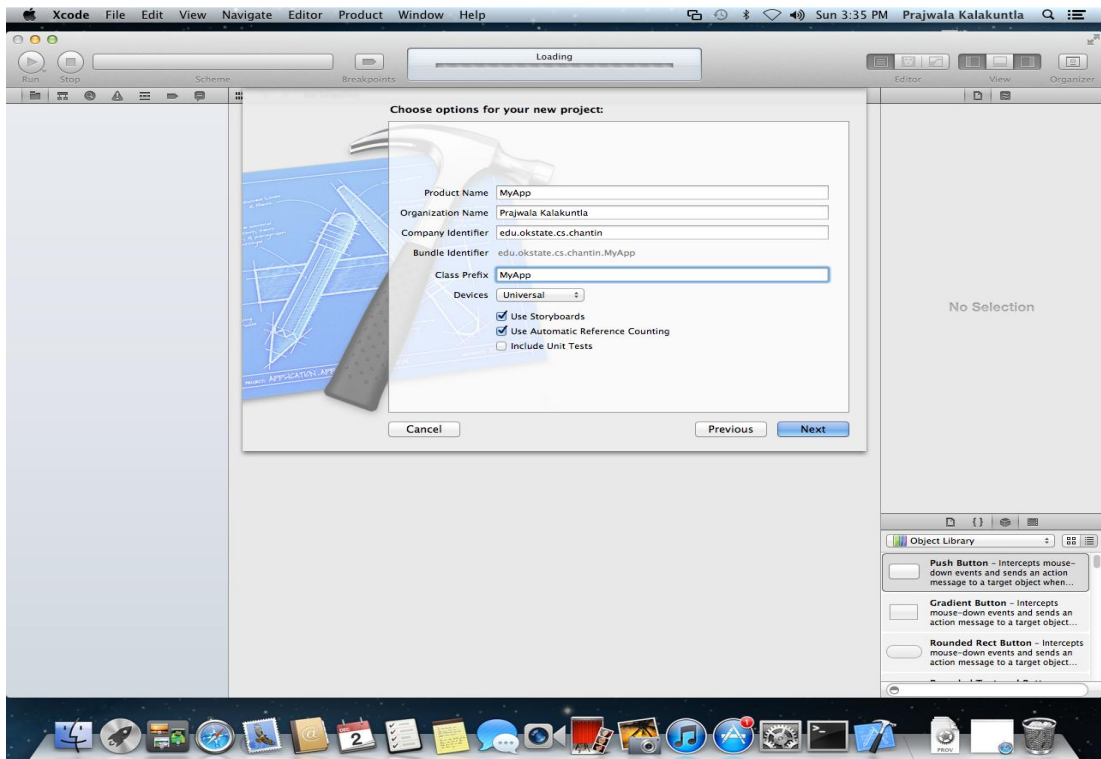 Xcode File Edit View Navigate Editor Product Window Help Sun 3:35 PM Prajwala Kalakuntla
Loading
Run Stop Scheme Breakpoints Editor View Organizer
Choose options for your new project:
Product Name MyApp
Organization Name Prajwala Kalakuntla
Company Identifier edu.okstate.cs.chantin
Bundle Identifier edu.okstate.cs.chantin.MyApp
Class Prefix MyApp
Devices Universal
Use Storyboards
Use Automatic Reference Counting
Include Unit Tests
Cancel Previous Next
No Selection
{}
Object Library
Push Button - Intercepts mouse-
down events and sends an action
message to a target object when...
Gradient Button - Intercepts
mouse-down events and sends an
action message to a target object...
Rounded Rect Button - Intercepts
mouse-down events and sends an
action message to a target object...
DEC
2
1
PROV